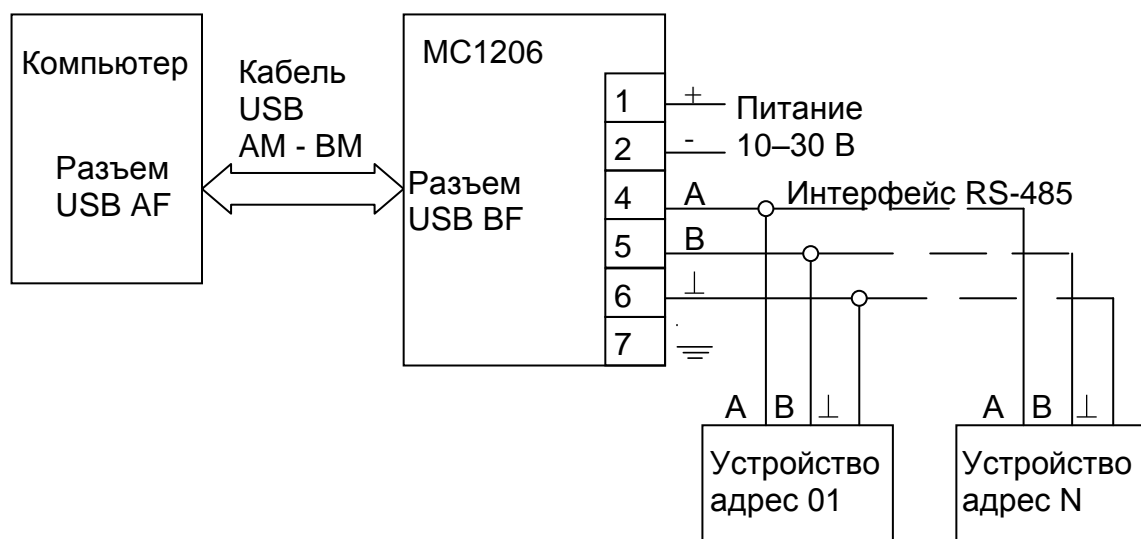 Компьютер
Разъем
USB AF
Кабель
USB
AM - BM
MC1206
Разъем
USB BF
1
+
Питание
2
-
10–30 В
4
A
Интерфейс RS-485
5
B
6
⊥
7
A B ⊥
Устройство
адрес 01
A B ⊥
Устройство
адрес N